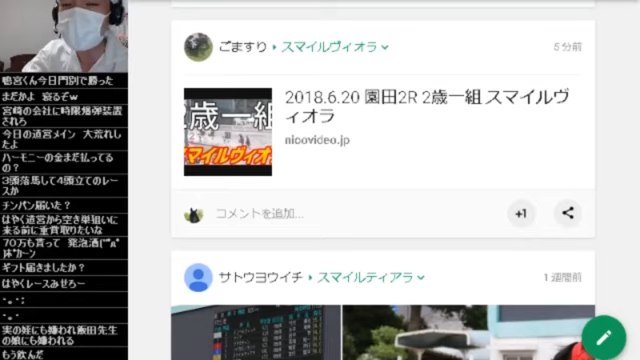 鴨宮くん今日門別で勝った
まだかよ 寝るぞw
宮崎の会社に時限爆弾装置
されろ
今日の道営メイン 大荒れし
たよ
ハーモニーの金まだ払ってる
の?
3頭落馬して4頭立てのレー
スか
チンパン届いた?
はやく道営から空き単狙いに
来る前に重賞取りたいな
70万も貰って 発泡酒
ギフト届きましたか?
はやくレースみせろー
実の姪にも嫌われ飯田先生
の娘にも嫌われる
もう飲んだ
ごますり ▸ スマイルヴィオラ
5 分前
2歳一組
スマイルヴィオラ
2018.6.20 園田2R 2歳一組 スマイルヴ
ィオラ
nicovideo.jp
コメントを追加...
+1
サトウヨウイチ ▸ スマイルティアラ
1 週間前